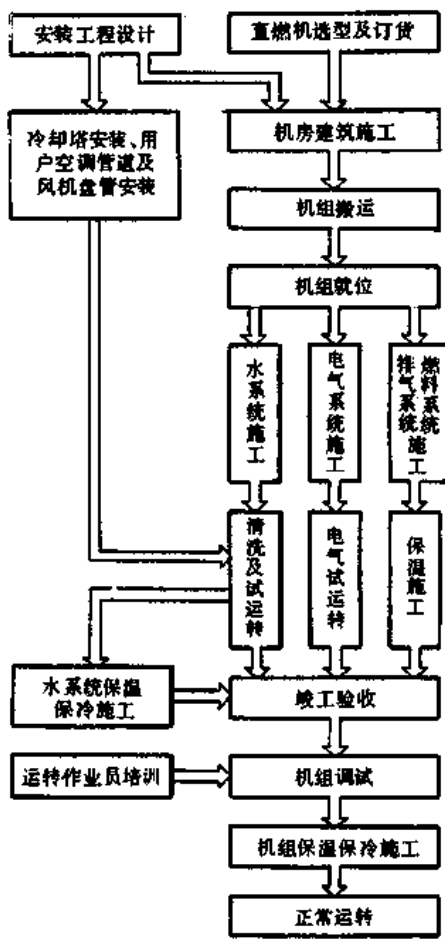 安装工程设计
直燃机选型及订货
冷却塔安装、用
户空调管道及
风机盘管安装
机房建筑施工
机组搬运
机组就位
水系统施工
电气系统施工
燃料系统
排气系统施工
清洗及试运转
电气试运转
保温施工
水系统保温
保冷施工
竣工验收
运转作业员培训
机组调试
机组保温保冷施工
正常运转